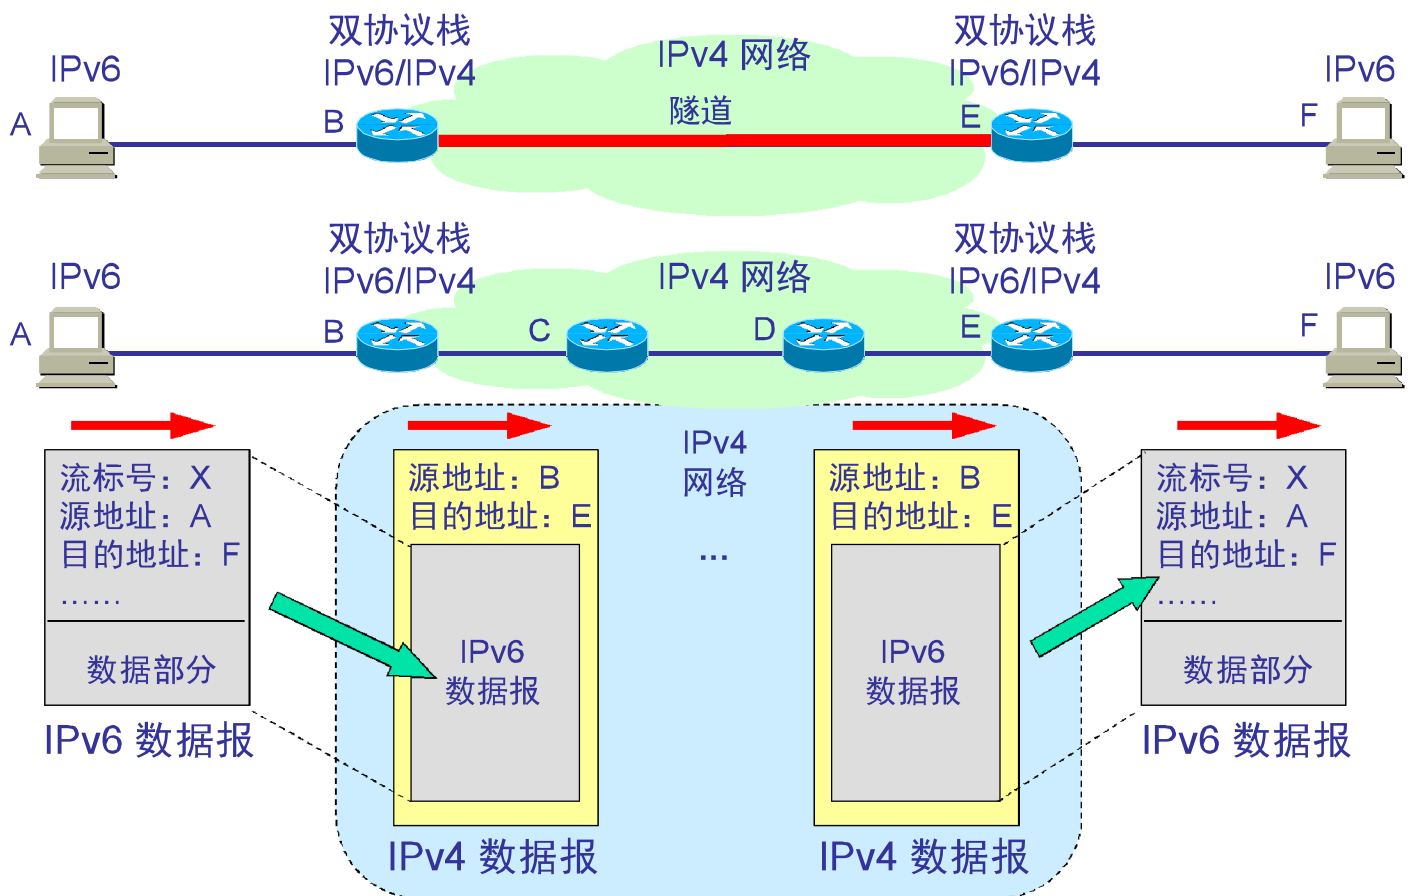 双协议栈
IPv6/IPv4
IPv4 网络
双协议栈
IPv6/IPv4
IPv6
IPv6
隧道
A
B
E
F
双协议栈
IPv6/IPv4
IPv4 网络
双协议栈
IPv6/IPv4
IPv6
IPv6
A
B
C
D
E
F
流标号：X
源地址：A
目的地址：F
……
数据部分
IPv6 数据报
源地址：B
目的地址：E
IPv6
数据报
IPv4 数据报
IPv4
网络
...
源地址：B
目的地址：E
IPv6
数据报
IPv4 数据报
流标号：X
源地址：A
目的地址：F
……
数据部分
IPv6 数据报